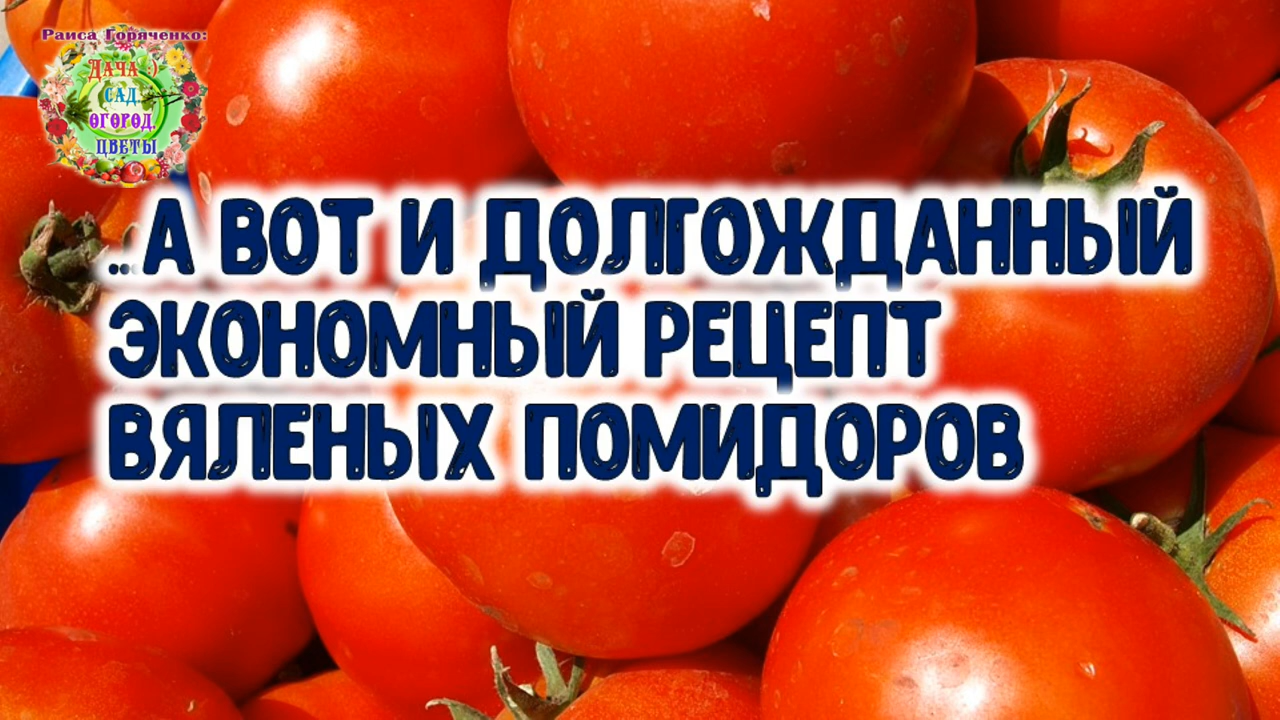 Раиса Горяченко:
ДАЧА :)
САД.
ОГОРОД.
ЦВЕТЫ
...А ВОТ И ДОЛГОЖДАННЫЙ
ЭКОНОМНЫЙ РЕЦЕПТ
ВЯЛЕНЫХ ПОМИДОРОВ